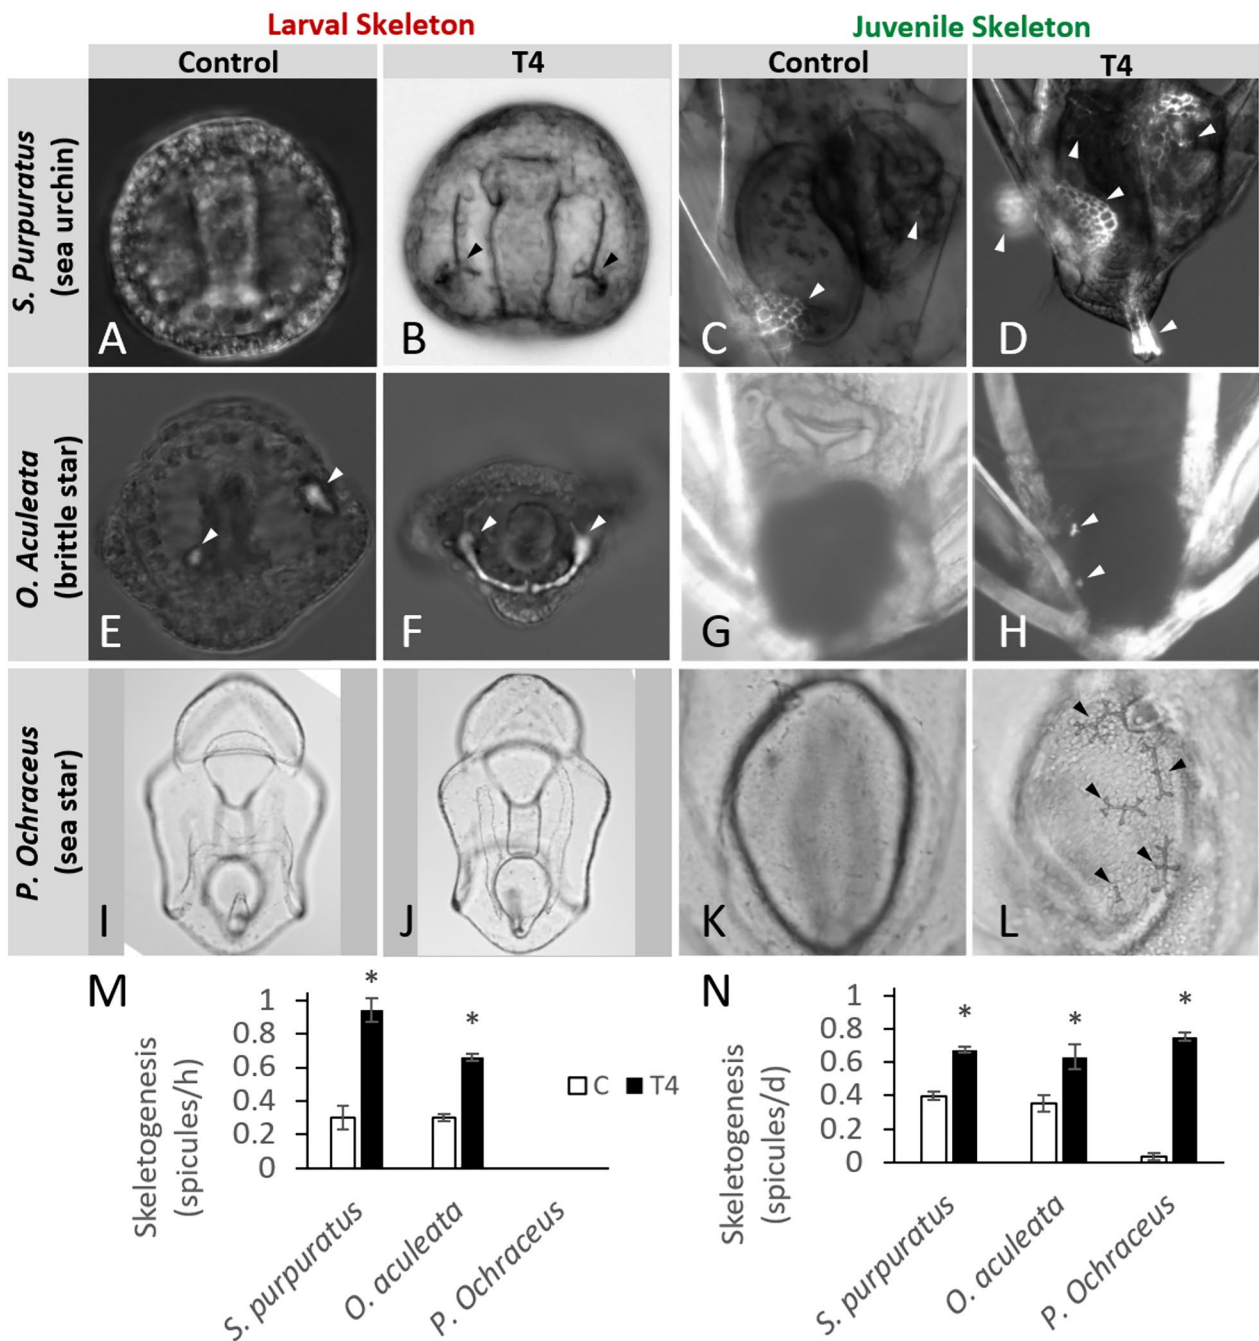 Larval Skeleton
Juvenile Skeleton
Control
T4
Control
T4
S. Purpuratus
(sea urchin)
A
B
C
D
O. Aculeata
(brittle star)
E
F
G
H
P. Ochraceus
(sea star)
I
J
K
L
M
Skeletogenesis
(spicules/h)
1
0.8
0.6
0.4
0.2
0
*
*
C
T4
S. purpuratus
O. aculeata
P. Ochraceus
N
Skeletogenesis
(spicules/d)
1
0.8
0.6
0.4
0.2
0
*
*
*
S. purpuratus
O. aculeata
P. Ochraceus